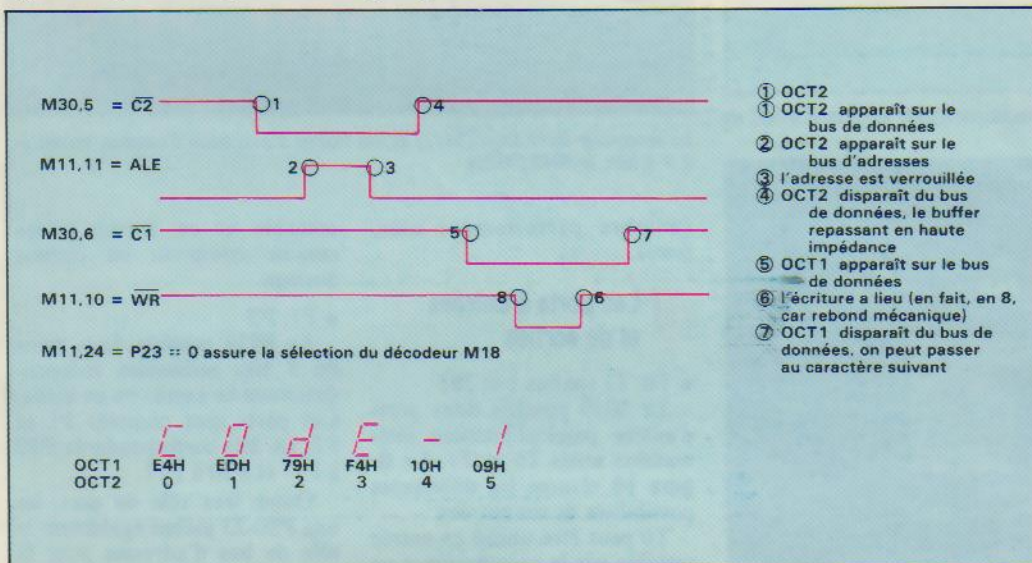 M30,5 = C2
1
4
M11,11 = ALE
2
3
M30,6 = C1
5
7
M11,10 = WR
8
6
M11,24 = P23 :: 0 assure la sélection du décodeur M18
C O d E - 1
OCT1 E4H EDH 79H F4H 10H 09H
OCT2 0 1 2 3 4 5
① OCT2
① OCT2 apparaît sur le
bus de données
② OCT2 apparaît sur le
bus d'adresses
③ l'adresse est verrouillée
④ OCT2 disparaît du bus
de données, le buffer
repassant en haute
impédance
⑤ OCT1 apparaît sur le bus
de données
⑥ l'écriture a lieu (en fait, en 8,
car rebond mécanique)
⑦ OCT1 disparaît du bus de
données, on peut passer
au caractère suivant